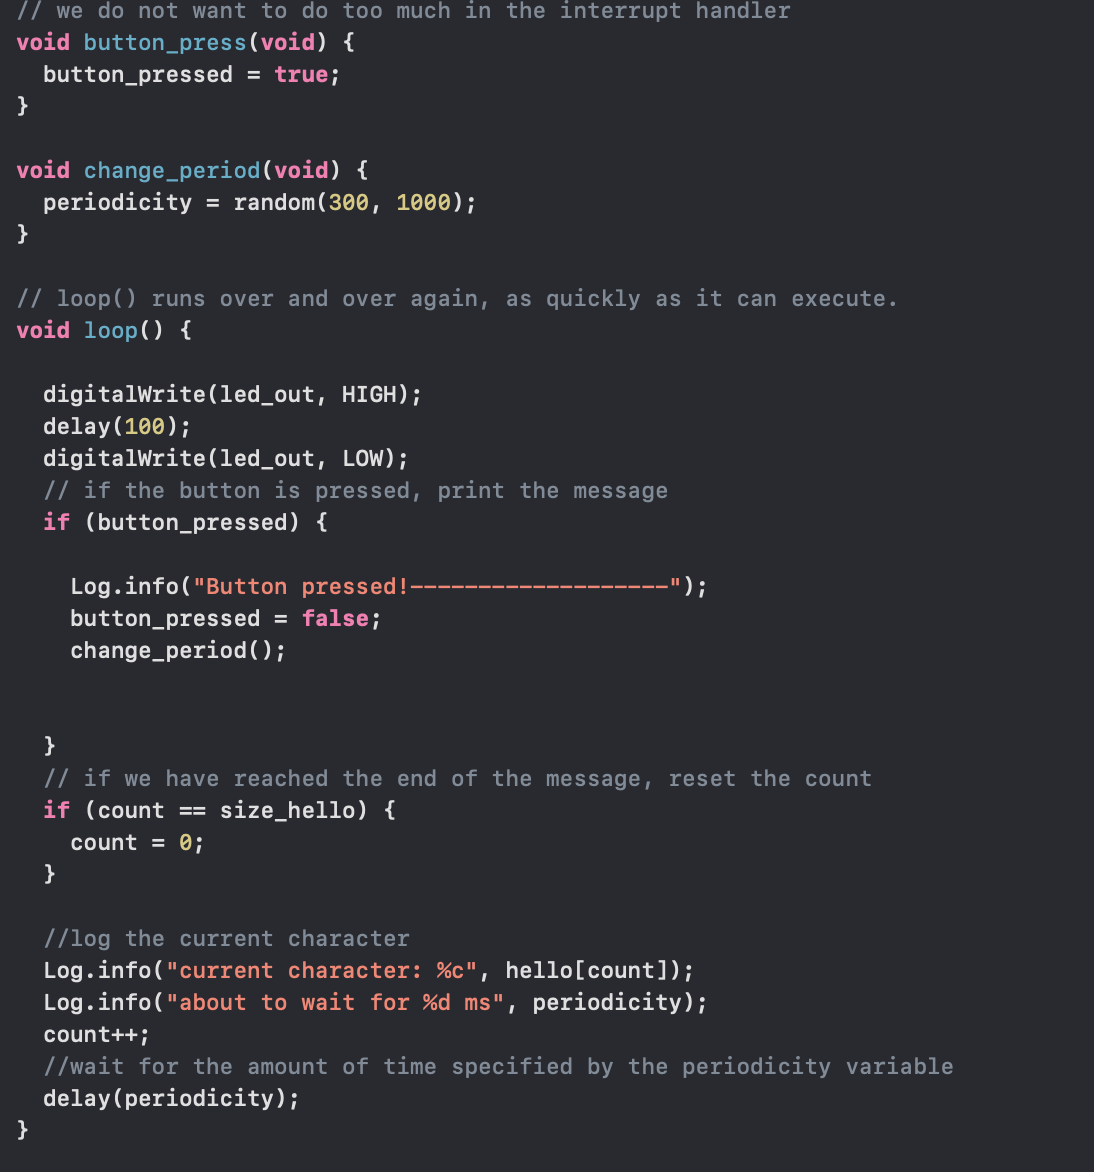 // we do not want to do too much in the interrupt handler
void button_press(void) {
  button_pressed = true;
}

void change_period(void) {
  periodicity = random(300, 1000);
}

// loop() runs over and over again, as quickly as it can execute.
void loop() {

  digitalWrite(led_out, HIGH);
  delay(100);
  digitalWrite(led_out, LOW);
  // if the button is pressed, print the message
  if (button_pressed) {

    Log.info("Button pressed!-------------------");
    button_pressed = false;
    change_period();


  }
  // if we have reached the end of the message, reset the count
  if (count == size_hello) {
    count = 0;
  }

  //log the current character
  Log.info("current character: %c", hello[count]);
  Log.info("about to wait for %d ms", periodicity);
  count++;
  //wait for the amount of time specified by the periodicity variable
  delay(periodicity);
}